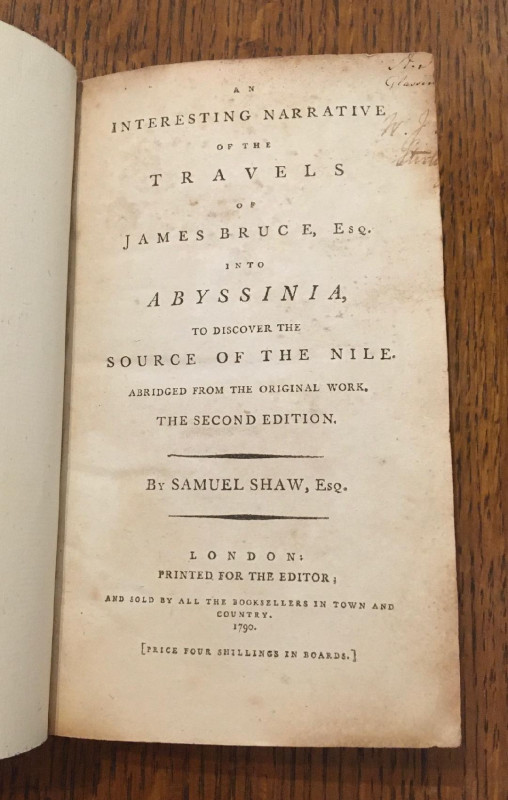 AN
INTERESTING NARRATIVE
OF THE
TRAVELS
OF
JAMES BRUCE, Esq.
INTO
ABYSSINIA,
TO DISCOVER THE
SOURCE OF THE NILE.
ABRIDGED FROM THE ORIGINAL WORK.
THE SECOND EDITION.
By SAMUEL SHAW, Esq.
LONDON:
PRINTED FOR THE EDITOR;
AND SOLD BY ALL THE BOOKSELLERS IN TOWN AND
COUNTRY.
1790.
[PRICE FOUR SHILLINGS IN BOARDS.]